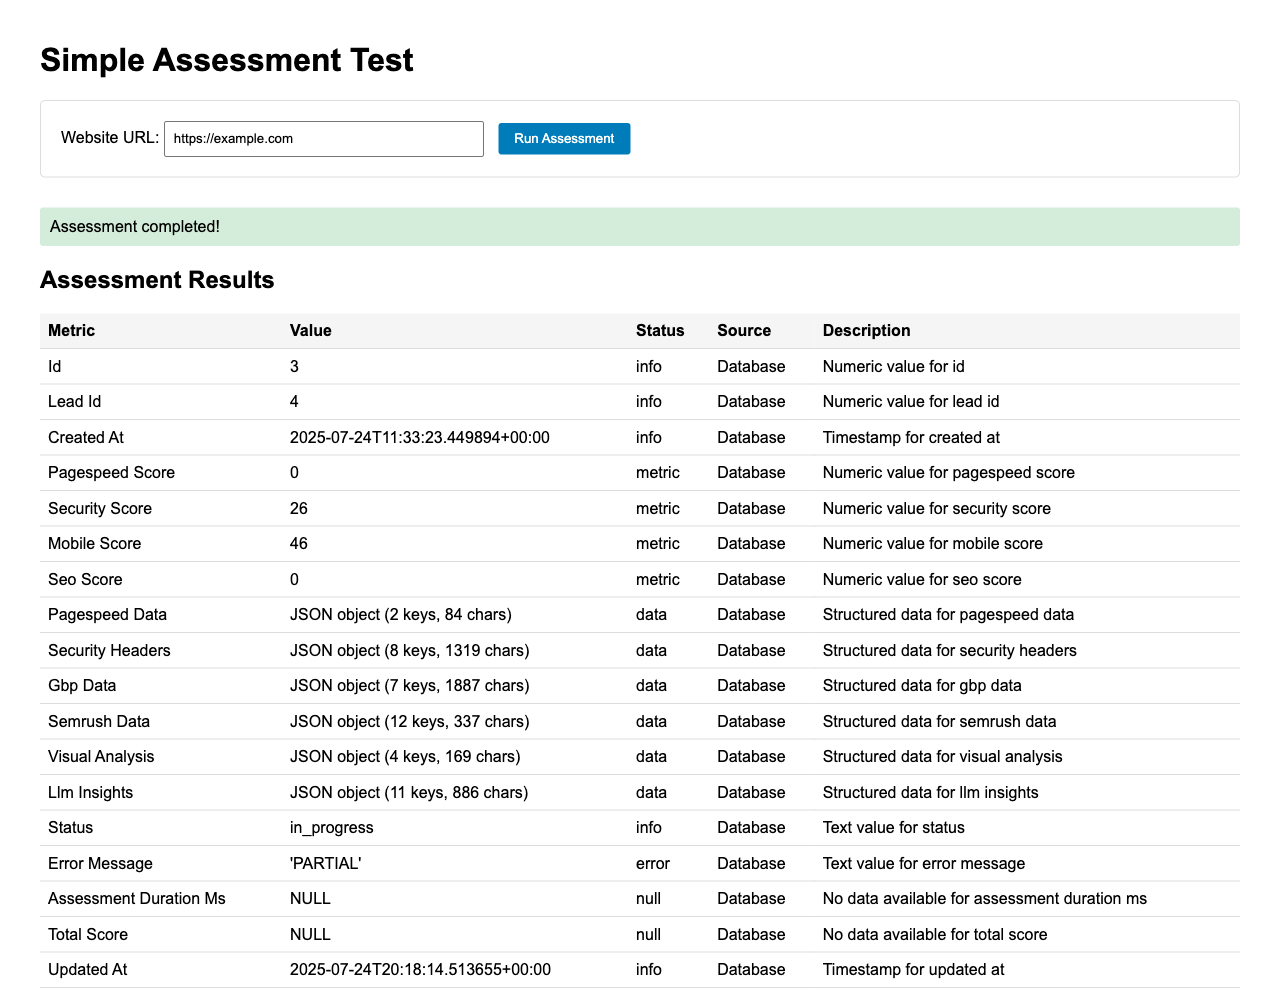 Simple Assessment Test
Website URL: https://example.com Run Assessment
Assessment completed!
Assessment Results
Metric Value Status Source Description
Id 3 info Database Numeric value for id
Lead Id 4 info Database Numeric value for lead id
Created At 2025-07-24T11:33:23.449894+00:00 info Database Timestamp for created at
Pagespeed Score 0 metric Database Numeric value for pagespeed score
Security Score 26 metric Database Numeric value for security score
Mobile Score 46 metric Database Numeric value for mobile score
Seo Score 0 metric Database Numeric value for seo score
Pagespeed Data JSON object (2 keys, 84 chars) data Database Structured data for pagespeed data
Security Headers JSON object (8 keys, 1319 chars) data Database Structured data for security headers
Gbp Data JSON object (7 keys, 1887 chars) data Database Structured data for gbp data
Semrush Data JSON object (12 keys, 337 chars) data Database Structured data for semrush data
Visual Analysis JSON object (4 keys, 169 chars) data Database Structured data for visual analysis
Llm Insights JSON object (11 keys, 886 chars) data Database Structured data for llm insights
Status in_progress info Database Text value for status
Error Message 'PARTIAL' error Database Text value for error message
Assessment Duration Ms NULL null Database No data available for assessment duration ms
Total Score NULL null Database No data available for total score
Updated At 2025-07-24T20:18:14.513655+00:00 info Database Timestamp for updated at